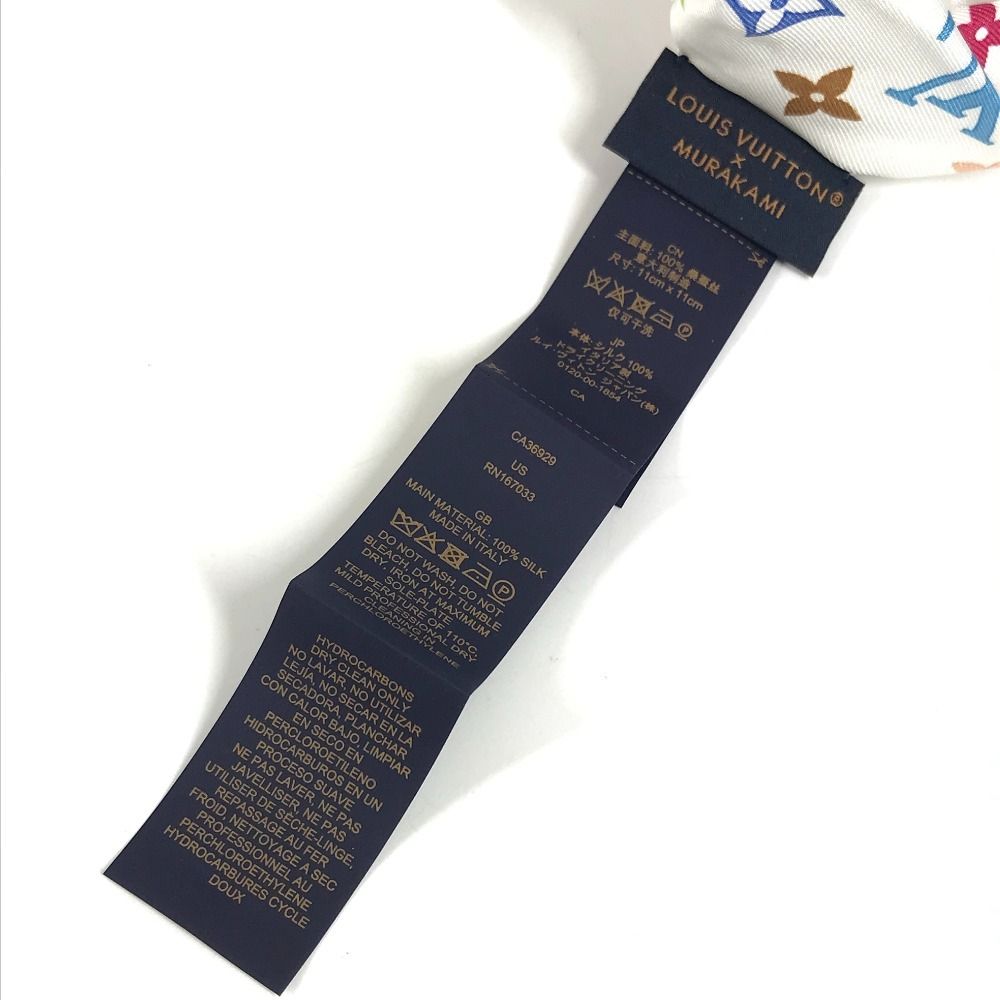 LOUIS VUITTON®
×
MURAKAMI
CN
主面料: 100% 桑蚕丝
意大利制造
尺寸: 11cm x 11cm
仅可干洗
JP
本体: シルク 100%
イタリア製
ドライクリーニング
ルイ・ヴィトン ジャパン(株)
0120-00-1854
CA
CA36929
US
RN167033
GB
MAIN MATERIAL: 100% SILK
MADE IN ITALY
P
DO NOT WASH, DO NOT
BLEACH, DO NOT TUMBLE
DRY, IRON AT MAXIMUM
SOLE-PLATE
TEMPERATURE OF 110°C,
MILD PROFESSIONAL DRY
CLEANING IN
PERCHLOROETHYLENE
HYDROCARBONS
DRY CLEAN ONLY
NO LAVAR, NO UTILIZAR
LEJÍA, NO SECAR EN LA
SECADORA, PLANCHAR
CON CALOR BAJO, LIMPIAR
EN SECO EN
PERCLOROETILENO
HIDROCARBUROS EN UN
PROCESO SUAVE
NE PAS LAVER, NE PAS
JAVELLISER, NE PAS
UTILISER DE SÈCHE-LINGE,
REPASSAGE AU FER
FROID, NETTOYAGE A SEC
PROFESSIONNEL AU
PERCHLOROETHYLENE
HYDROCARBURES CYCLE
DOUX